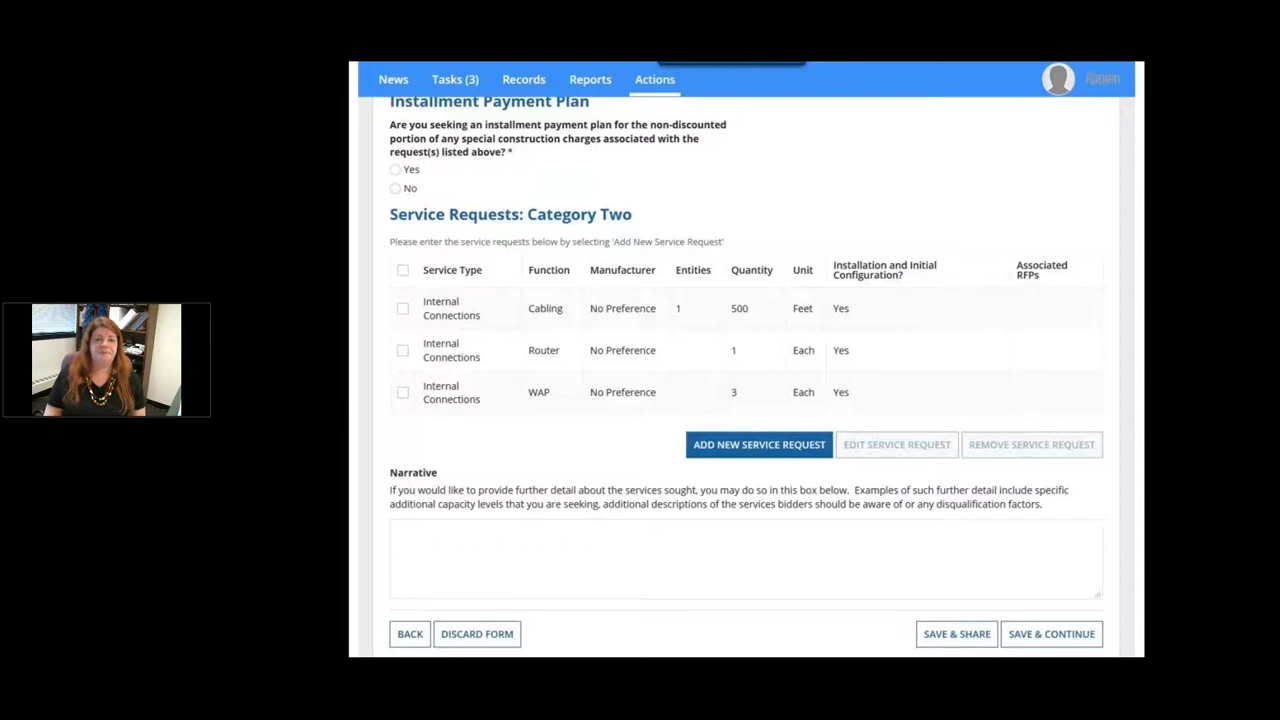 News Tasks (3) Records Reports Actions Appian
Installment Payment Plan
Are you seeking an installment payment plan for the non-discounted
portion of any special construction charges associated with the
request(s) listed above? *
Yes
No
Service Requests: Category Two
Please enter the service requests below by selecting 'Add New Service Request'
Service Type Function Manufacturer Entities Quantity Unit Installation and Initial Configuration? Associated RFPs
Internal Connections Cabling No Preference 1 500 Feet Yes
Internal Connections Router No Preference 1 Each Yes
Internal Connections WAP No Preference 3 Each Yes
ADD NEW SERVICE REQUEST EDIT SERVICE REQUEST REMOVE SERVICE REQUEST
Narrative
If you would like to provide further detail about the services sought, you may do so in this box below. Examples of such further detail include specific
additional capacity levels that you are seeking, additional descriptions of the services bidders should be aware of or any disqualification factors.
BACK DISCARD FORM SAVE & SHARE SAVE & CONTINUE